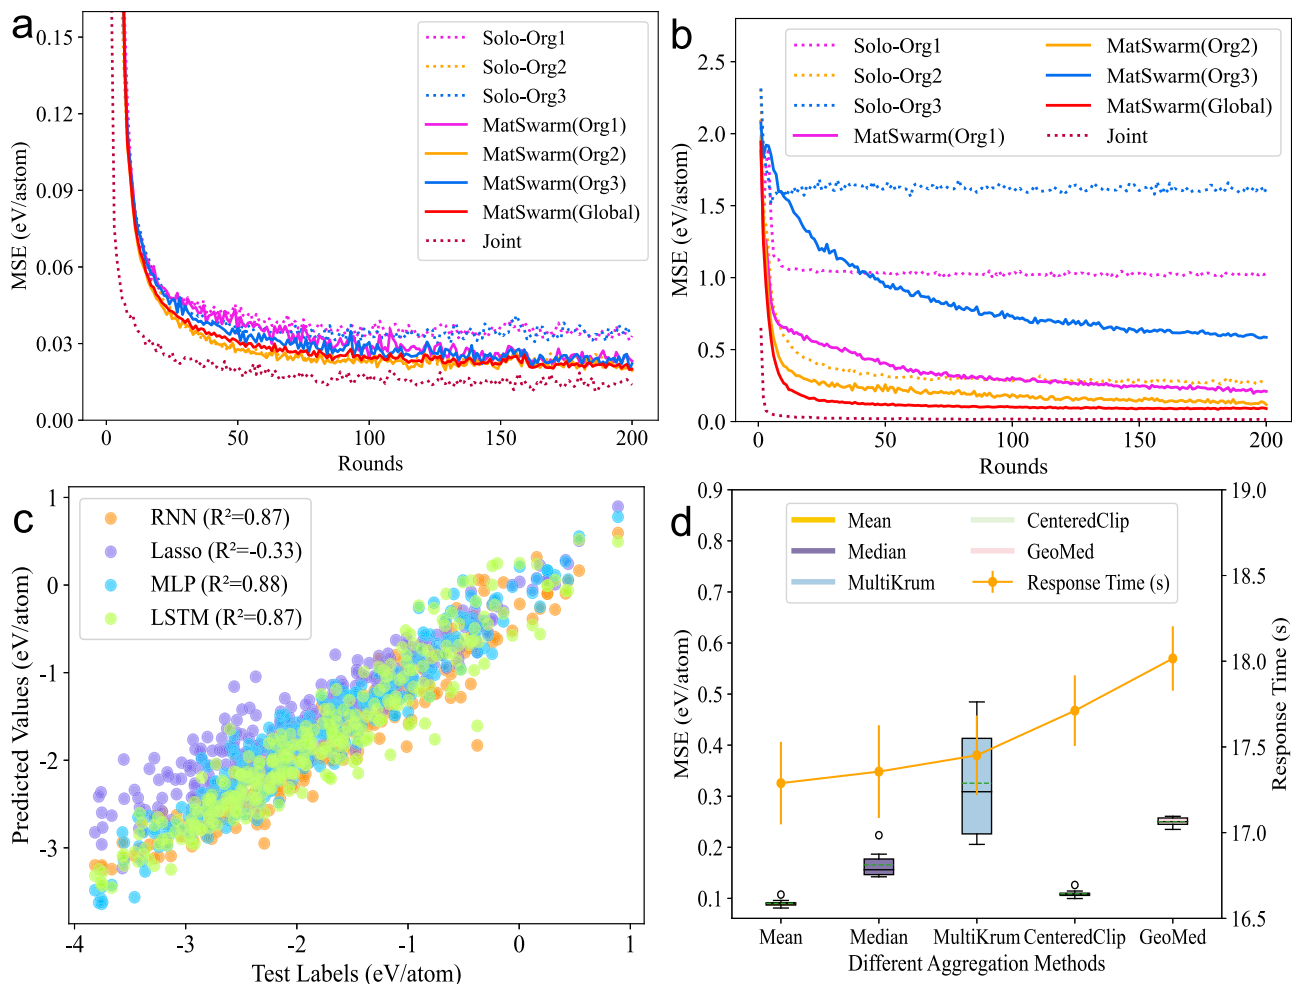 a
0.15
0.12
0.09
0.06
0.03
0.00
MSE (eV/astom)
0
50
100
150
200
Rounds
Solo-Org1
Solo-Org2
Solo-Org3
MatSwarm(Org1)
MatSwarm(Org2)
MatSwarm(Org3)
MatSwarm(Global)
Joint
b
2.5
2.0
1.5
1.0
0.5
0.0
MSE (eV/astom)
0
50
100
150
200
Rounds
Solo-Org1
Solo-Org2
Solo-Org3
MatSwarm(Org1)
MatSwarm(Org2)
MatSwarm(Org3)
MatSwarm(Global)
Joint
c
1
0
-1
-2
-3
Predicted Values (eV/atom)
-4
-3
-2
-1
0
1
Test Labels (eV/atom)
RNN (R²=0.87)
Lasso (R²=-0.33)
MLP (R²=0.88)
LSTM (R²=0.87)
d
0.9
0.8
0.7
0.6
0.5
0.4
0.3
0.2
0.1
MSE (eV/atom)
Mean
Median
MultiKrum
CenteredClip
GeoMed
Response Time (s)
19.0
18.5
18.0
17.5
17.0
16.5
Response Time (s)
Mean
Median
MultiKrum
CenteredClip
GeoMed
Different Aggregation Methods